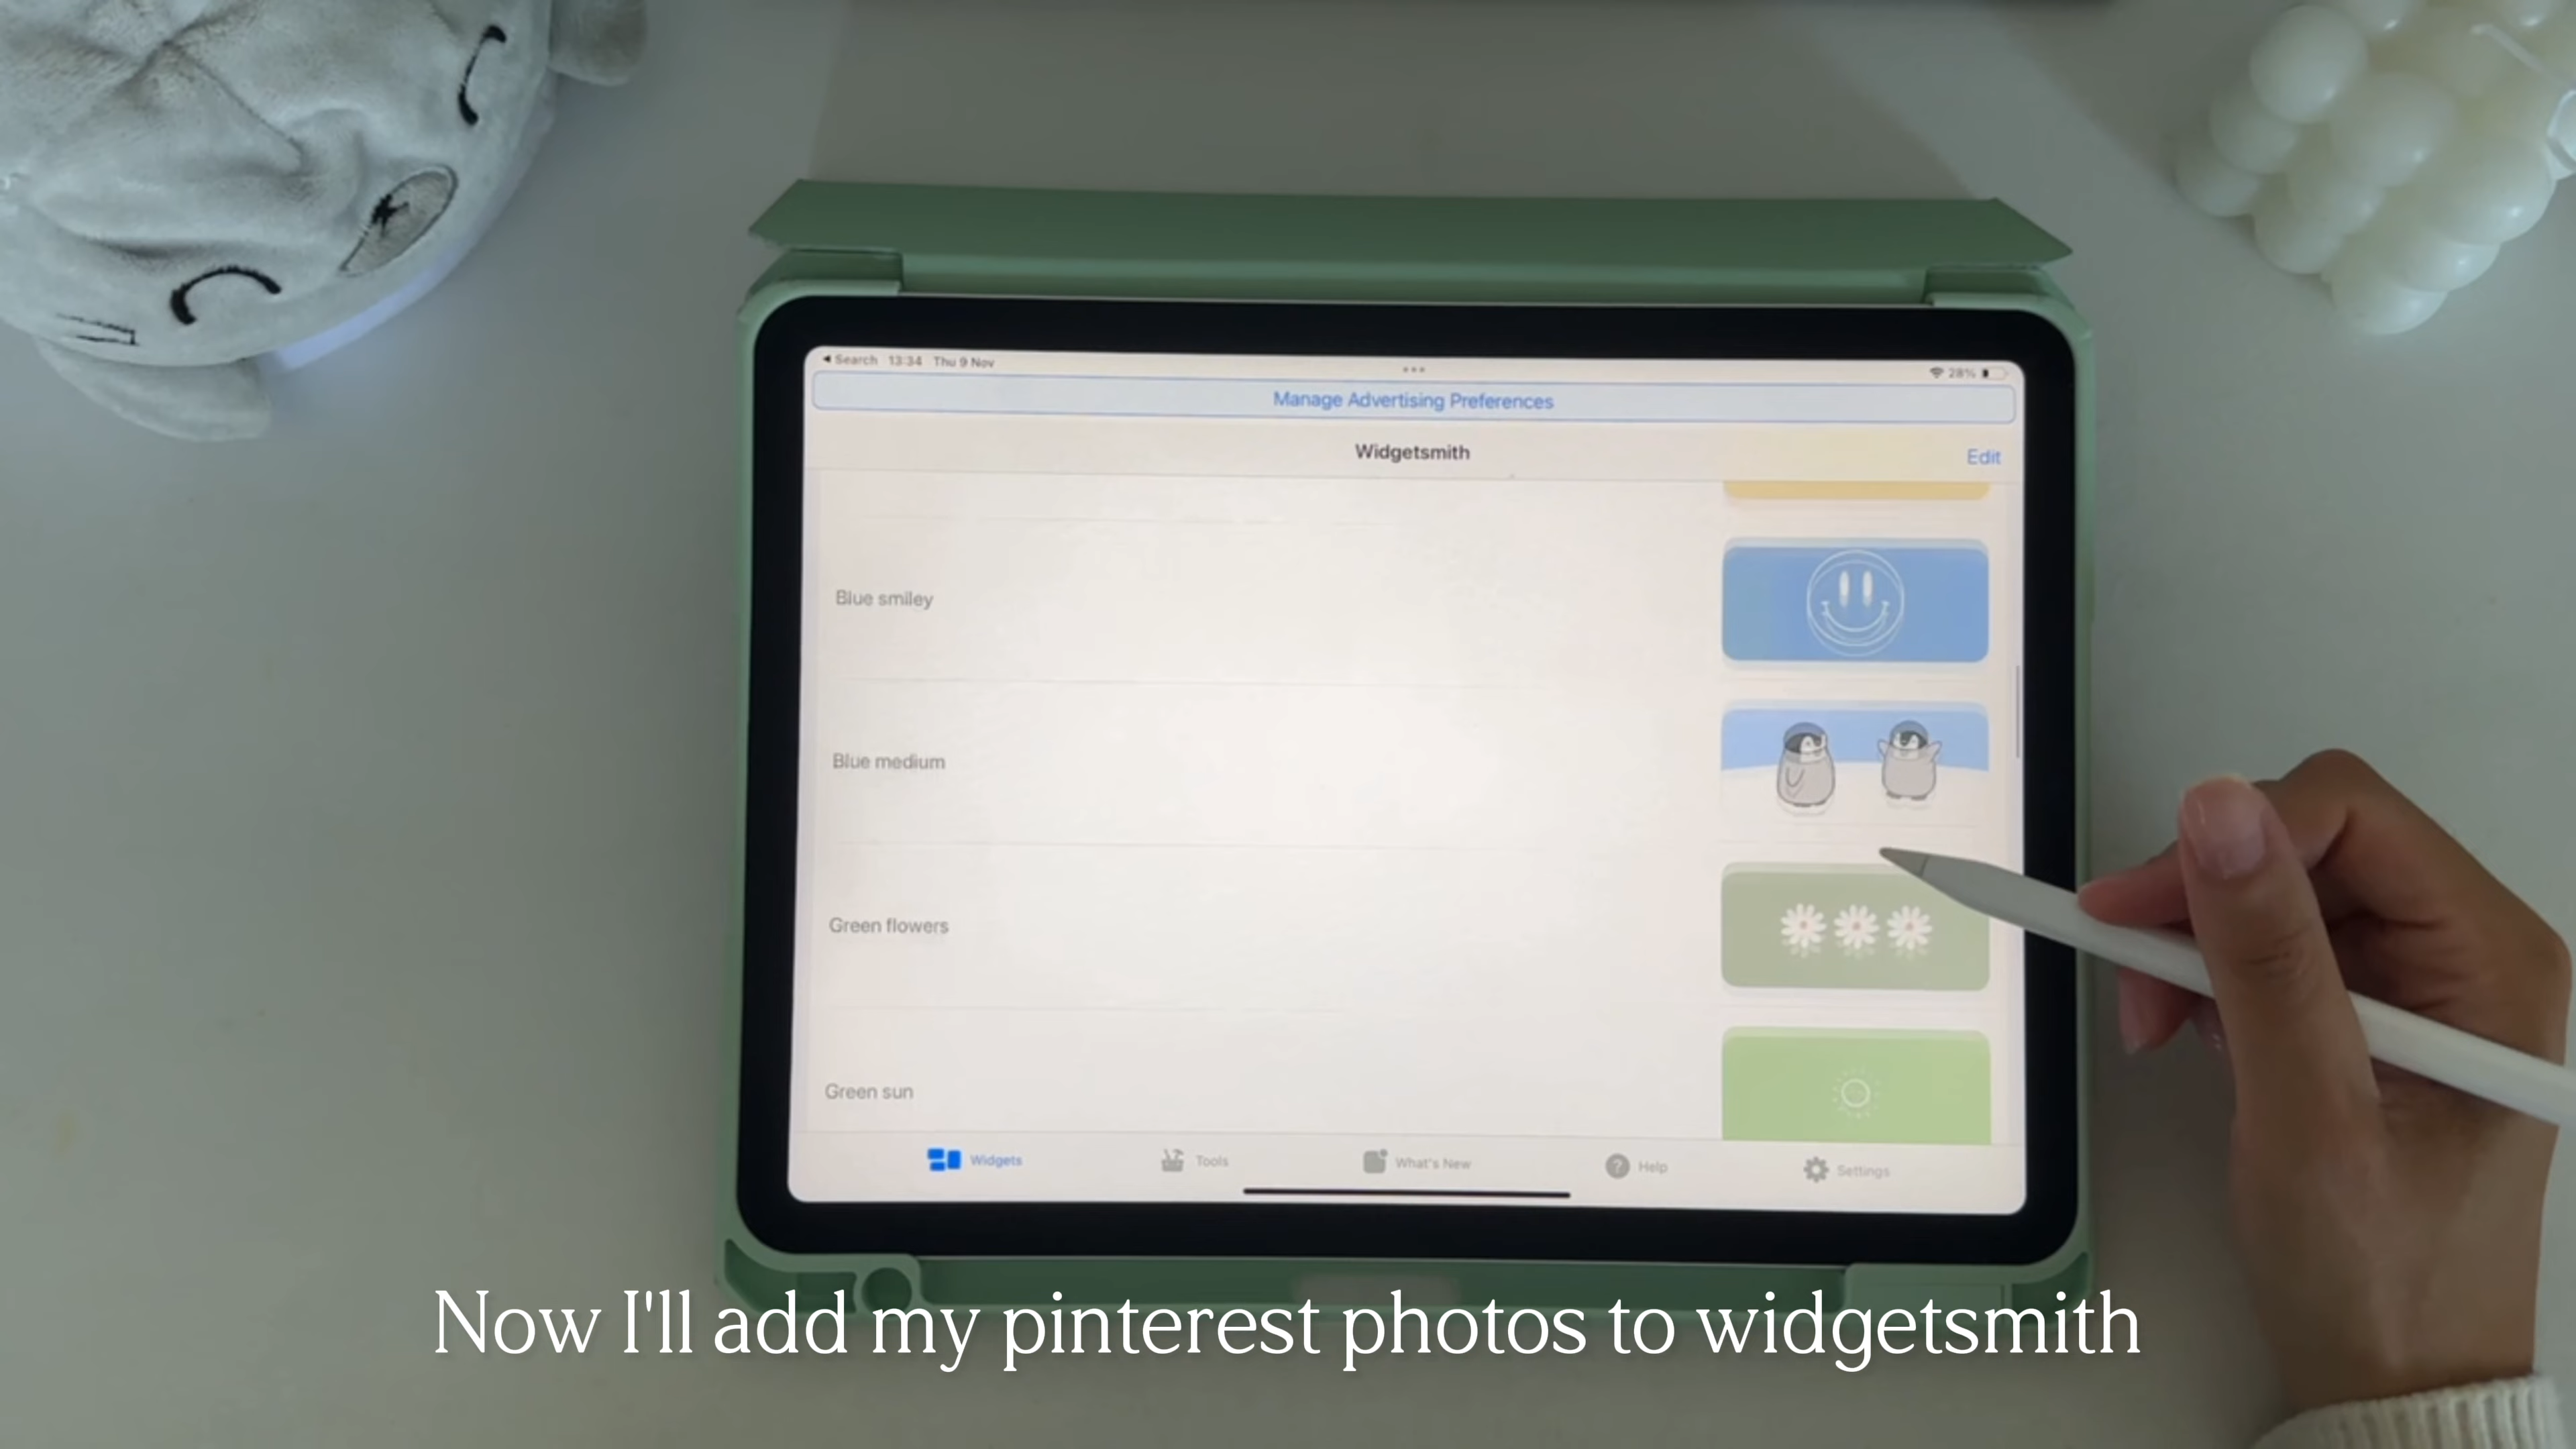 Search 13:34 Thu 9 Nov
28%
Manage Advertising Preferences
Widgetsmith
Edit
Blue smiley
Blue medium
Green flowers
Green sun
Widgets
Tools
What's New
Help
Settings
Now I'll add my pinterest photos to widgetsmith